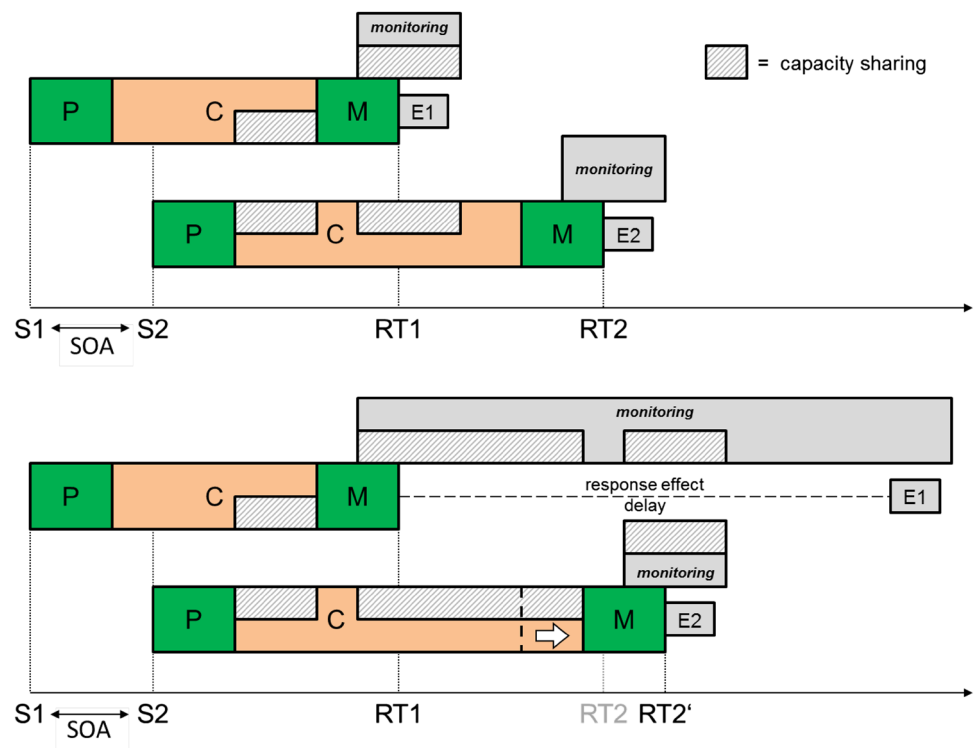 monitoring
= capacity sharing
P C M E1
monitoring
P C M E2
S1 SOA S2 RT1 RT2
monitoring
P C M response effect delay E1
monitoring
P C M E2
S1 SOA S2 RT1 RT2 RT2‘